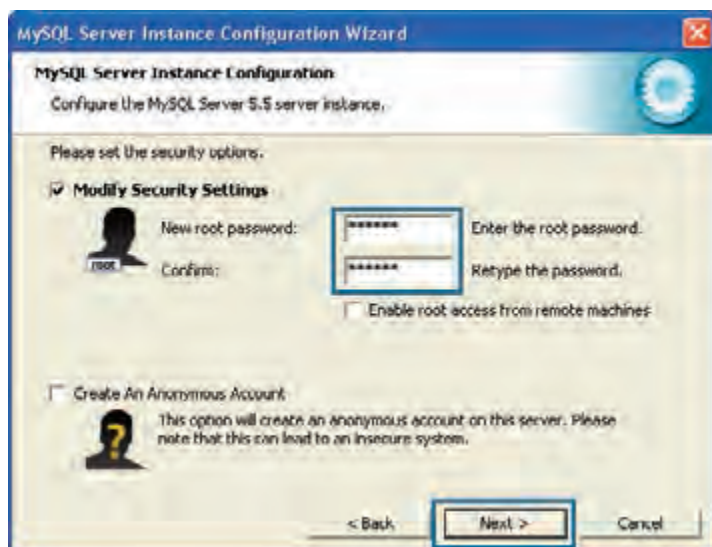 MySQL Server Instance Configuration Wizard
MySQL Server Instance Configuration
Configure the MySQL Server 5.5 server instance.
Please set the security options.
Modify Security Settings
root
New root password:
******
Enter the root password.
Confirm:
******
Retype the password.
Enable root access from remote machines
Create An Anonymous Account
This option will create an anonymous account on this server. Please
note that this can lead to an insecure system.
< Back
Next >
Cancel